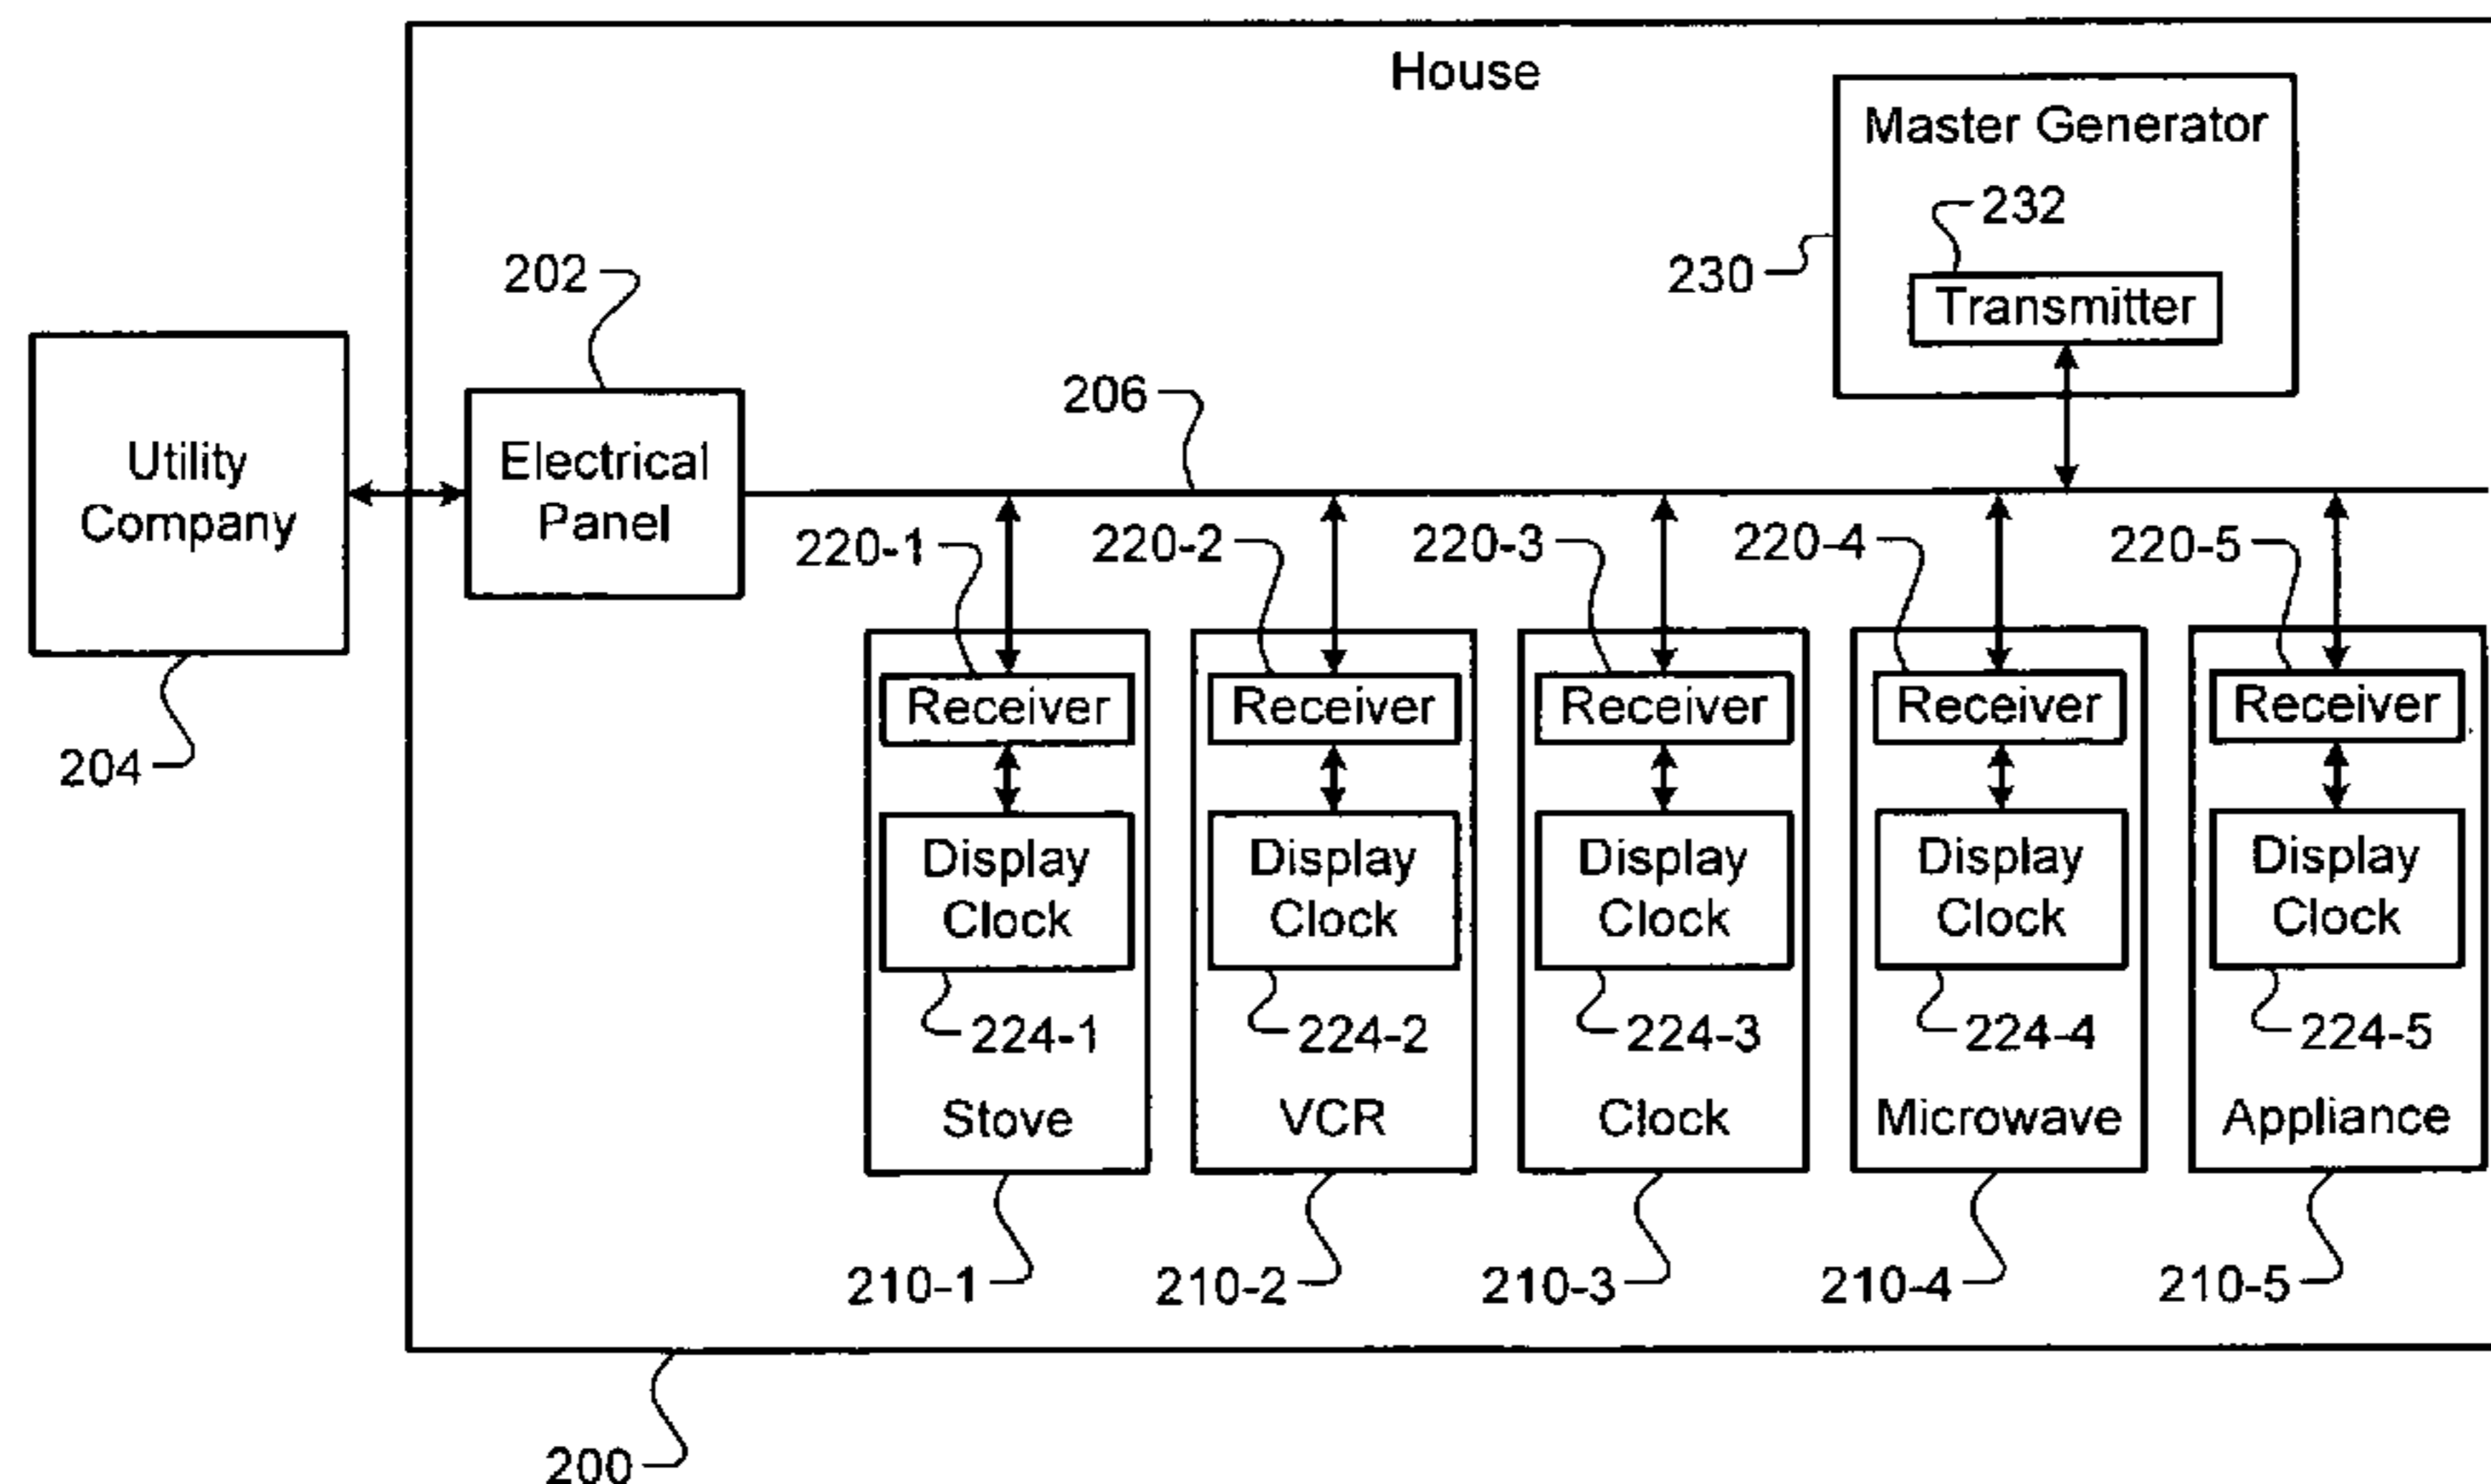 House
Master Generator
232
230
Transmitter
202
206
Utility
Company
204
Electrical
Panel
220-1
220-2
220-3
220-4
220-5
Receiver
Receiver
Receiver
Receiver
Receiver
Display
Clock
Display
Clock
Display
Clock
Display
Clock
Display
Clock
224-1
224-2
224-3
224-4
224-5
Stove
VCR
Clock
Microwave
Appliance
210-1
210-2
210-3
210-4
210-5
200